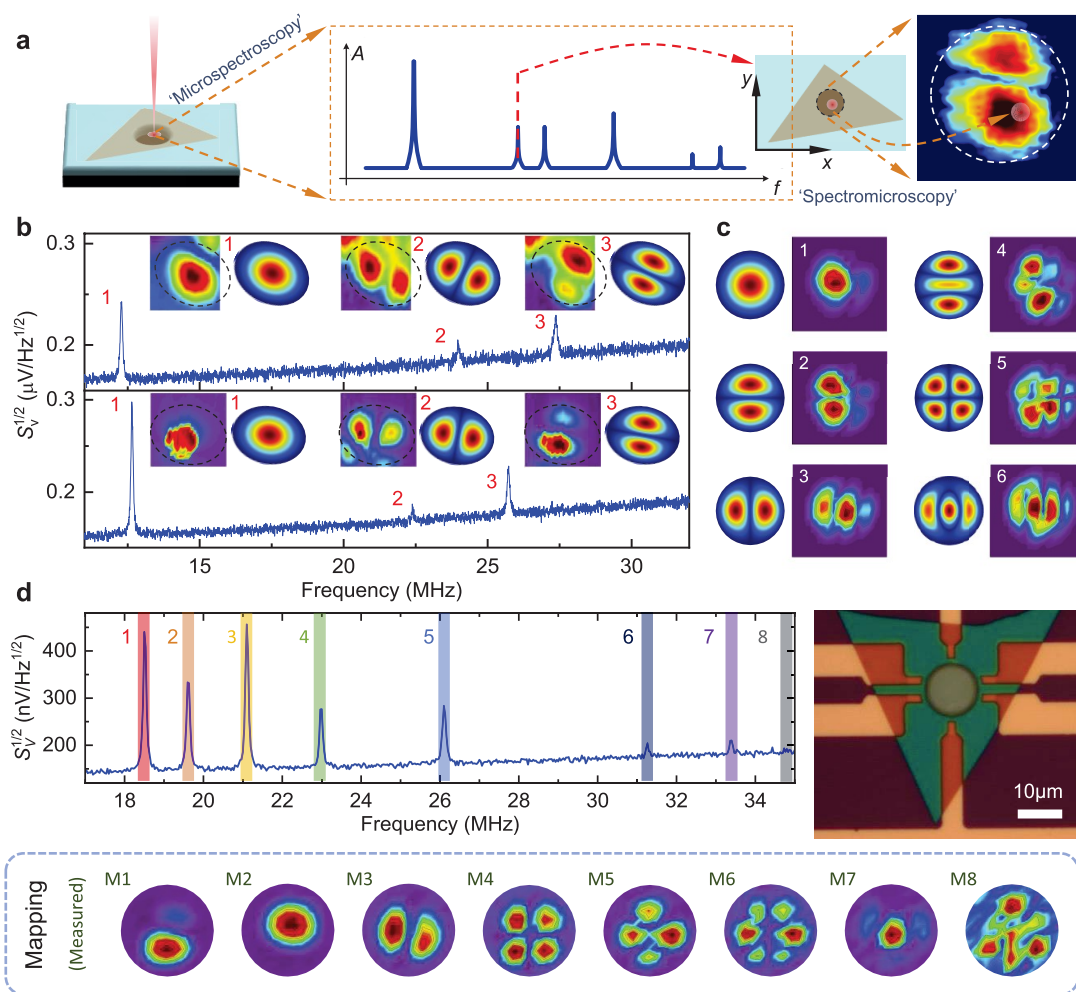 a
'Microspectroscopy'
A
f
y
x
'Spectromicroscopy'
b
0.3
0.2
0.3
0.2
S_V^{1/2} (μV/Hz^{1/2})
1
1
2
2
3
3
1
1
2
2
3
3
15
20
25
30
Frequency (MHz)
c
1
4
2
5
3
6
d
400
300
200
S_V^{1/2} (nV/Hz^{1/2})
1
2
3
4
5
6
7
8
18
20
22
24
26
28
30
32
34
Frequency (MHz)
10μm
Mapping
(Measured)
M1
M2
M3
M4
M5
M6
M7
M8